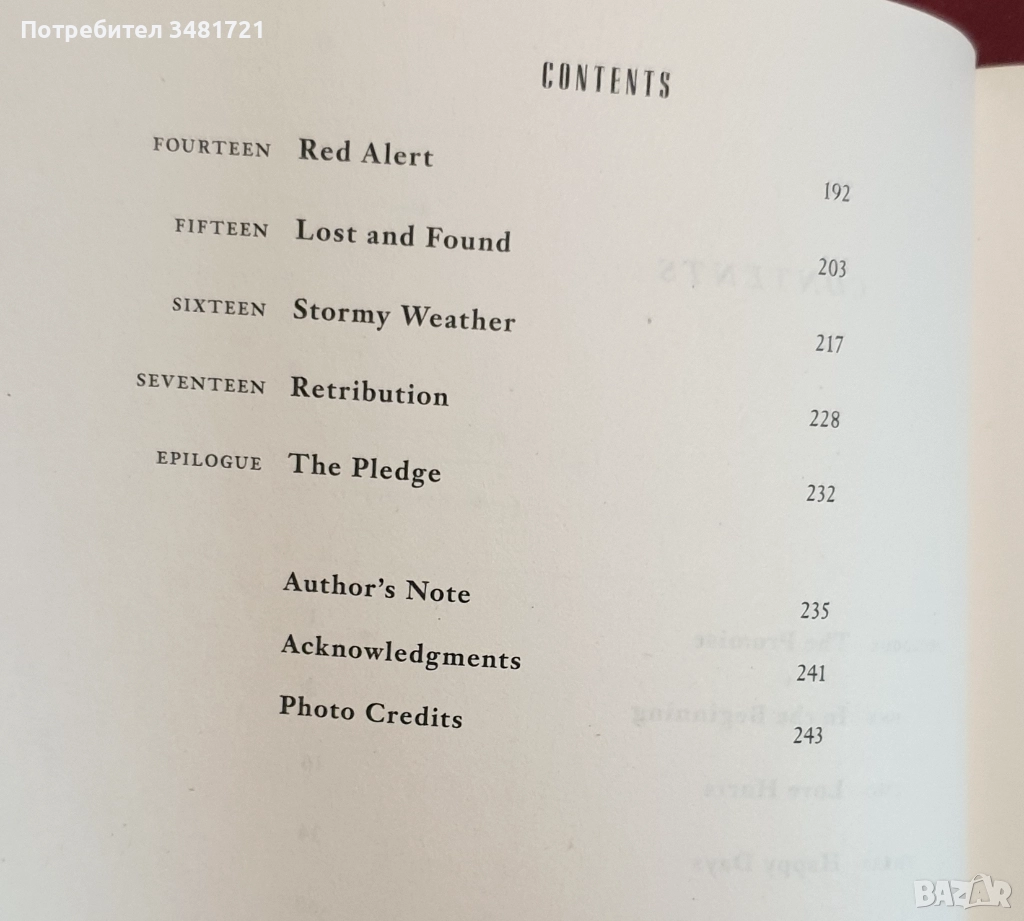 Потребител 3481721
CONTENTS
FOURTEEN Red Alert 192
FIFTEEN Lost and Found 203
SIXTEEN Stormy Weather 217
SEVENTEEN Retribution 228
EPILOGUE The Pledge 232
Author's Note 235
Acknowledgments 241
Photo Credits 243
BAZAR